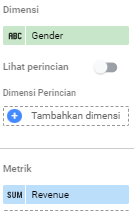 Dimensi
ABC Gender
Lihat perincian
Dimensi Perincian
Tambahkan dimensi
Metrik
SUM Revenue